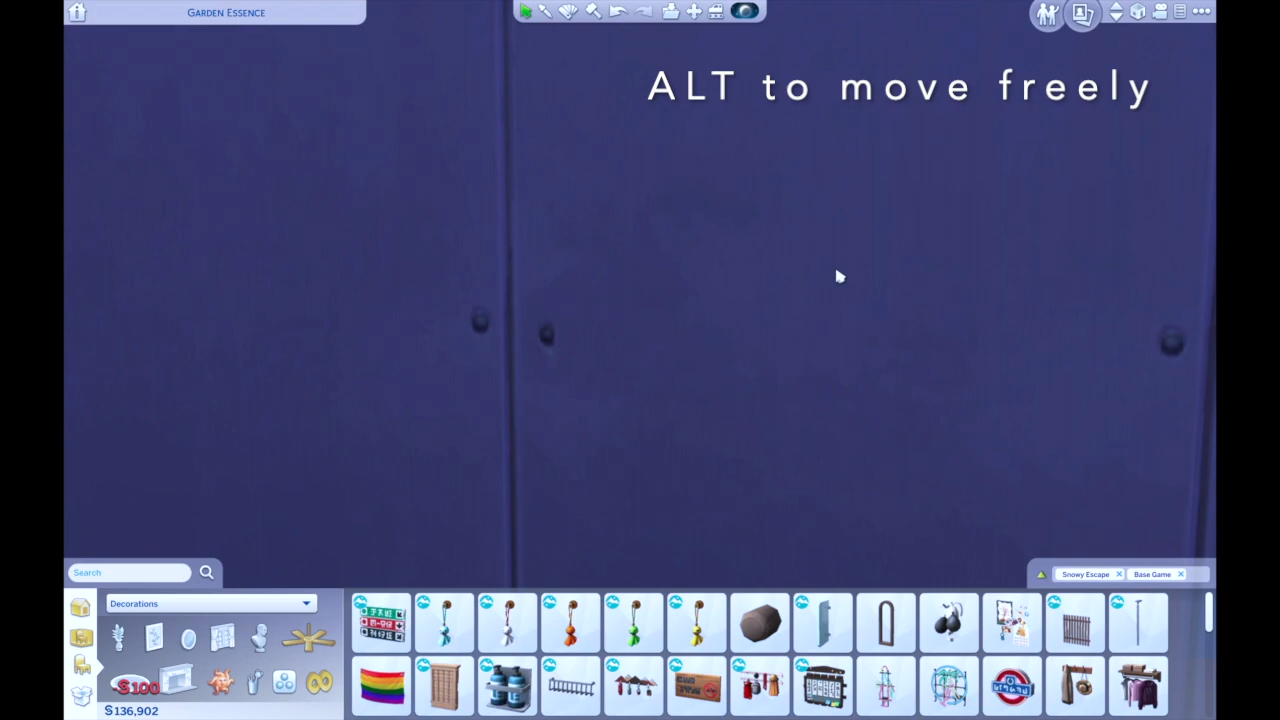 GARDEN ESSENCE
ALT to move freely
Search
Snowy Escape
Base Game
Decorations
$100
$136,902